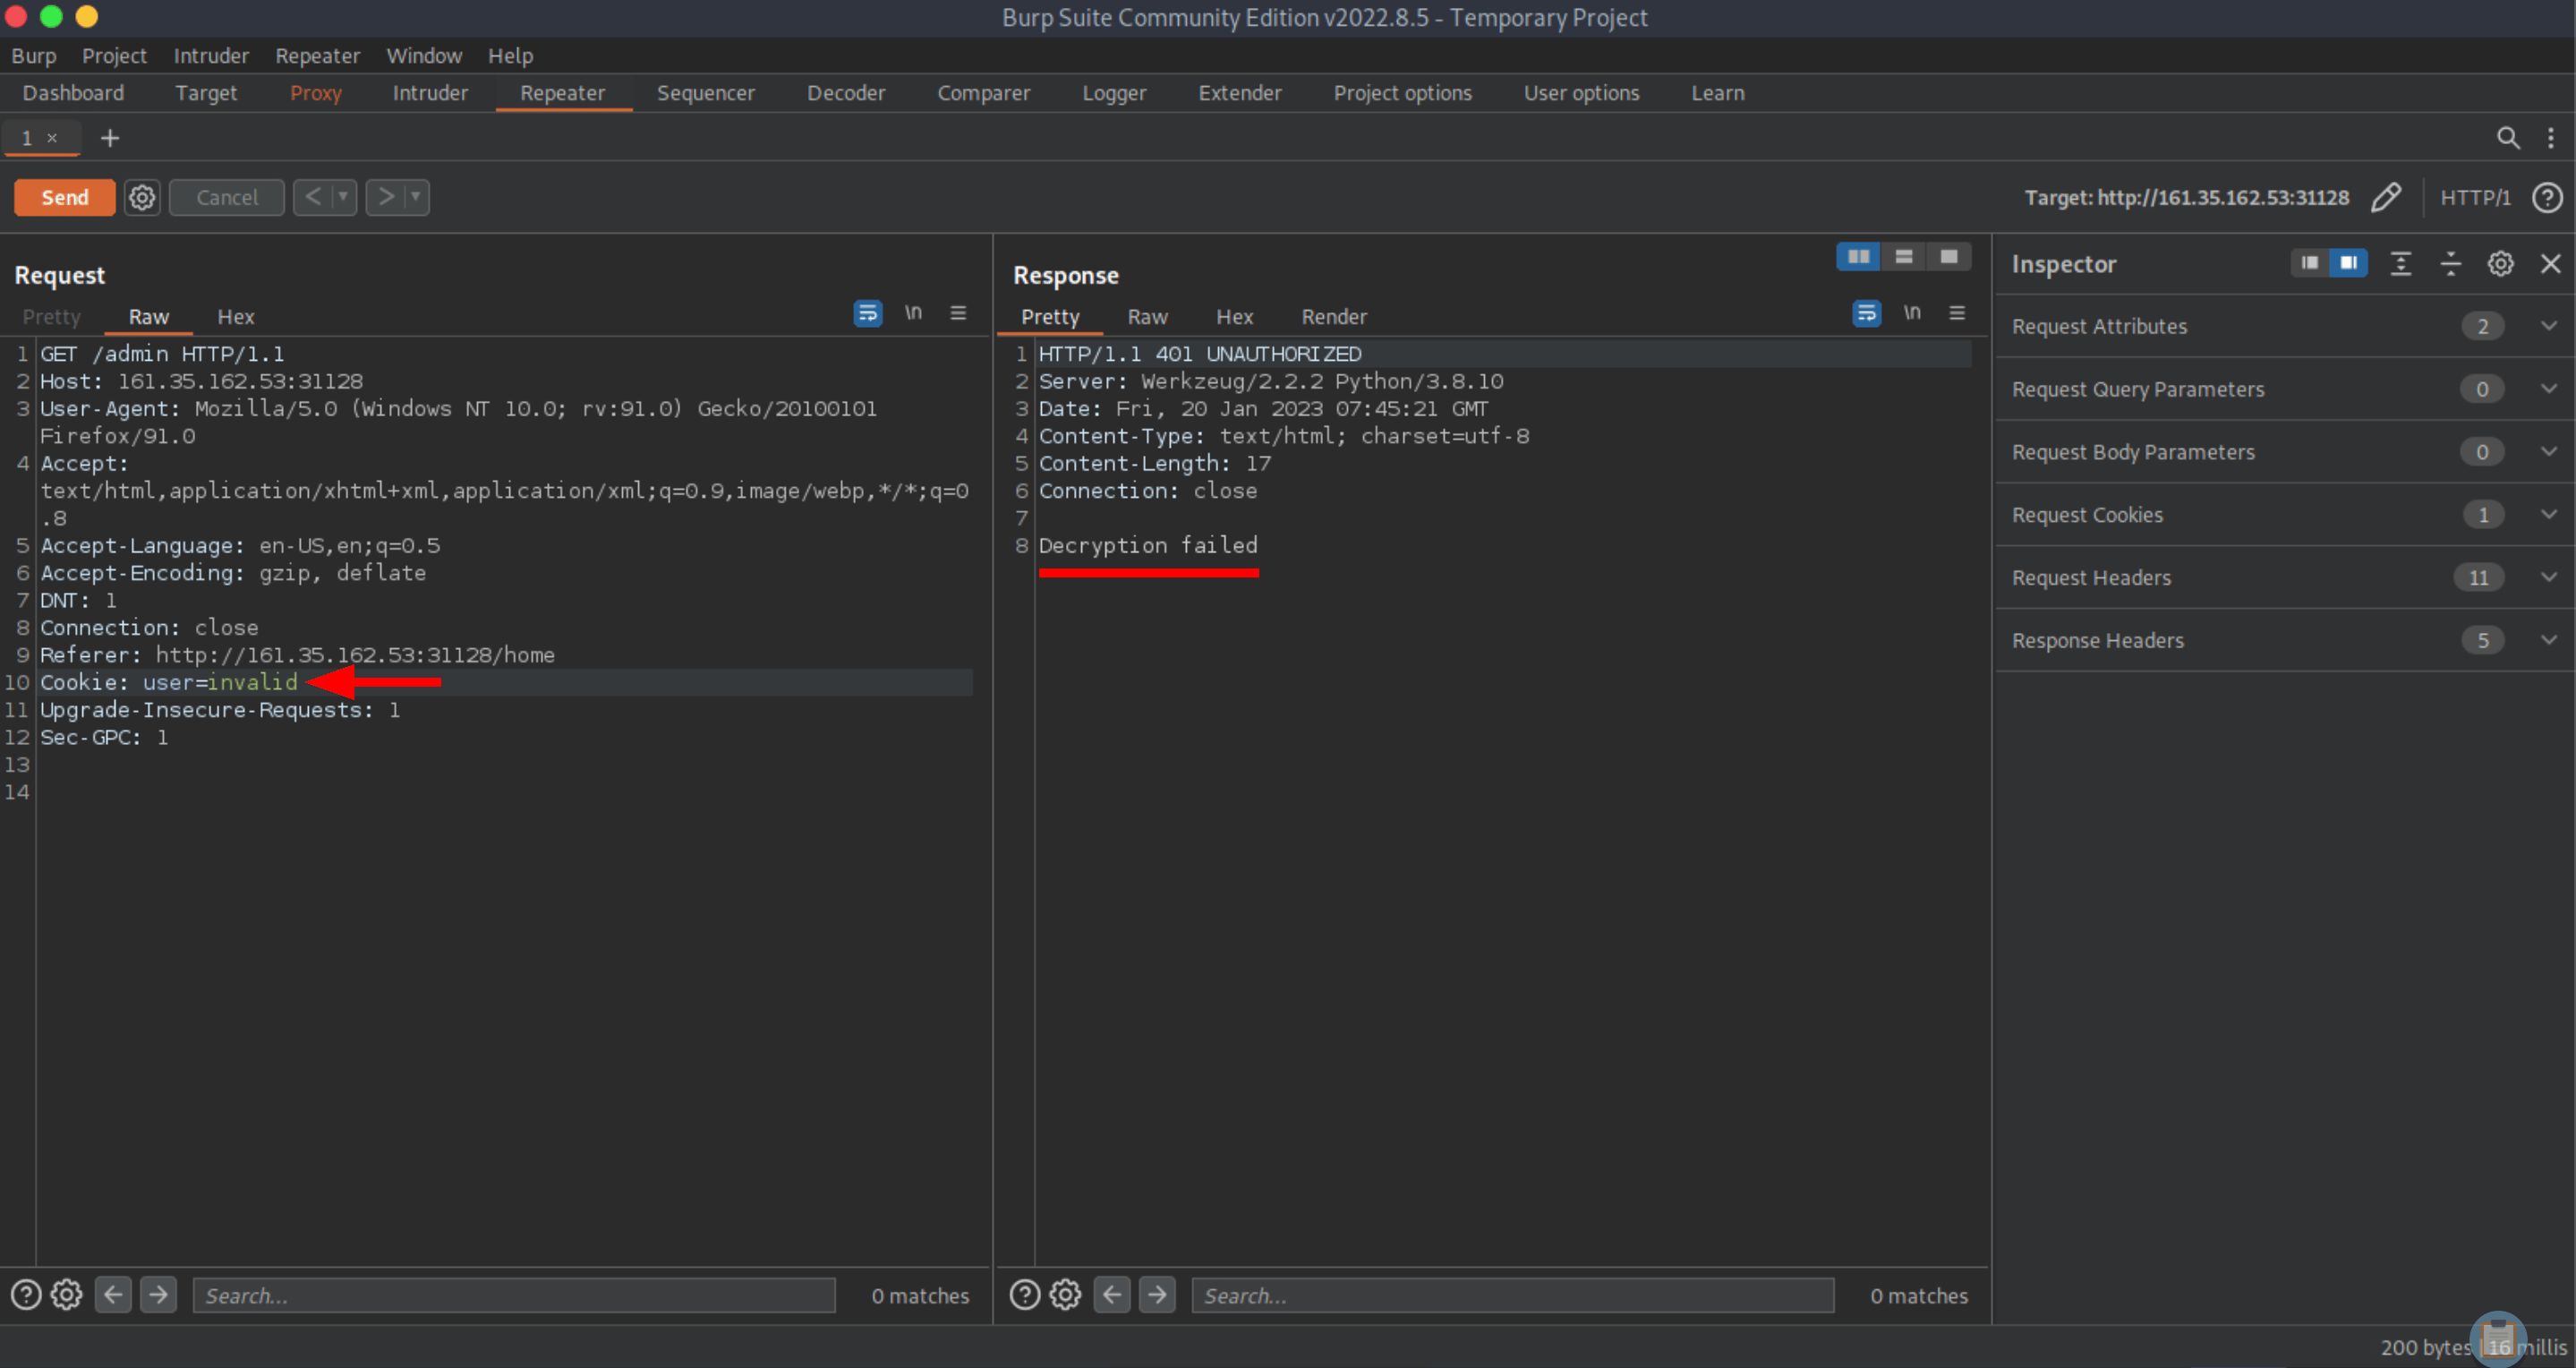 Burp Suite Community Edition v2022.8.5 - Temporary Project
Burp Project Intruder Repeater Window Help
Dashboard Target Proxy Intruder Repeater Sequencer Decoder Comparer Logger Extender Project options User options Learn
1 × +
Send Cancel < > Target: http://161.35.162.53:31128 HTTP/1 ?
Request
Pretty Raw Hex \n
1 GET /admin HTTP/1.1
2 Host: 161.35.162.53:31128
3 User-Agent: Mozilla/5.0 (Windows NT 10.0; rv:91.0) Gecko/20100101
Firefox/91.0
4 Accept:
text/html,application/xhtml+xml,application/xml;q=0.9,image/webp,*/*;q=0
.8
5 Accept-Language: en-US,en;q=0.5
6 Accept-Encoding: gzip, deflate
7 DNT: 1
8 Connection: close
9 Referer: http://161.35.162.53:31128/home
10 Cookie: user=invalid
11 Upgrade-Insecure-Requests: 1
12 Sec-GPC: 1
13
14
? Search... 0 matches
Response
Pretty Raw Hex Render \n
1 HTTP/1.1 401 UNAUTHORIZED
2 Server: Werkzeug/2.2.2 Python/3.8.10
3 Date: Fri, 20 Jan 2023 07:45:21 GMT
4 Content-Type: text/html; charset=utf-8
5 Content-Length: 17
6 Connection: close
7
8 Decryption failed
? Search... 0 matches
Inspector
Request Attributes 2
Request Query Parameters 0
Request Body Parameters 0
Request Cookies 1
Request Headers 11
Response Headers 5
200 bytes | 16 millis